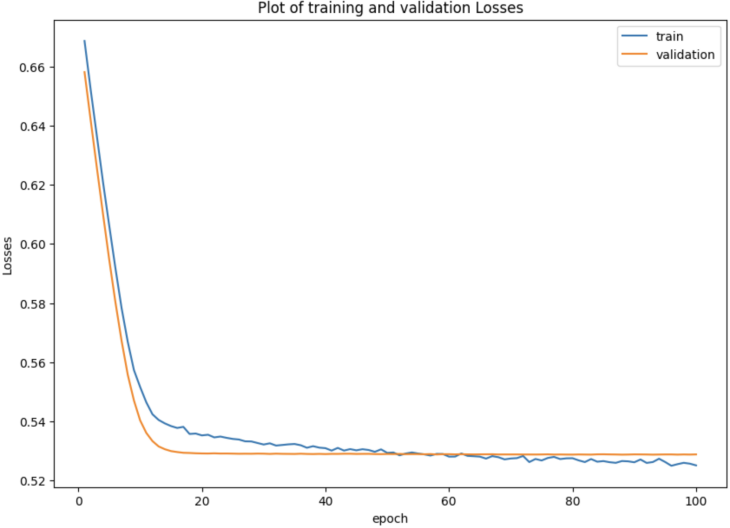 Plot of training and validation Losses
train
validation
0.66
0.64
0.62
0.60
0.58
0.56
0.54
0.52
Losses
0
20
40
60
80
100
epoch